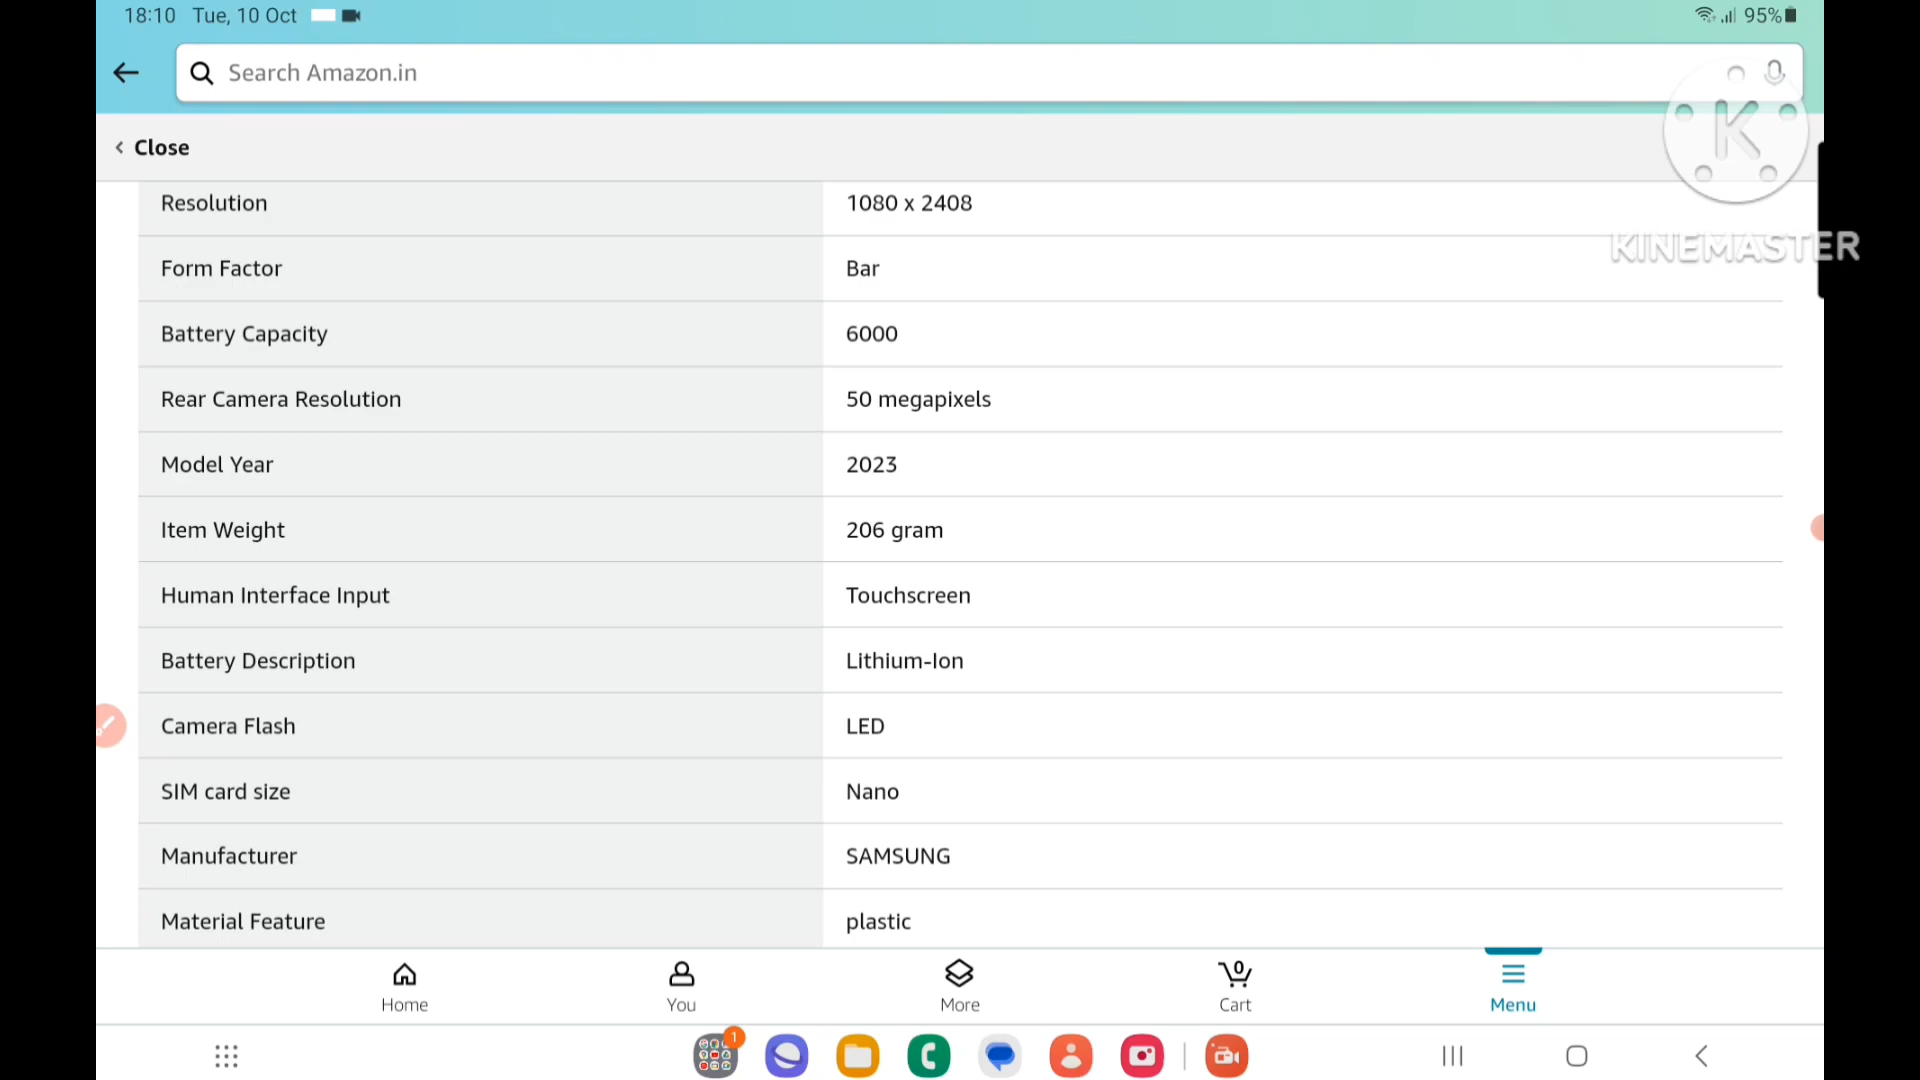 18:10 Tue, 10 Oct 95%
Search Amazon.in
K
KINEMASTER
Close
Resolution 1080 x 2408
Form Factor Bar
Battery Capacity 6000
Rear Camera Resolution 50 megapixels
Model Year 2023
Item Weight 206 gram
Human Interface Input Touchscreen
Battery Description Lithium-Ion
Camera Flash LED
SIM card size Nano
Manufacturer SAMSUNG
Material Feature plastic
0
Home You More Cart Menu
1